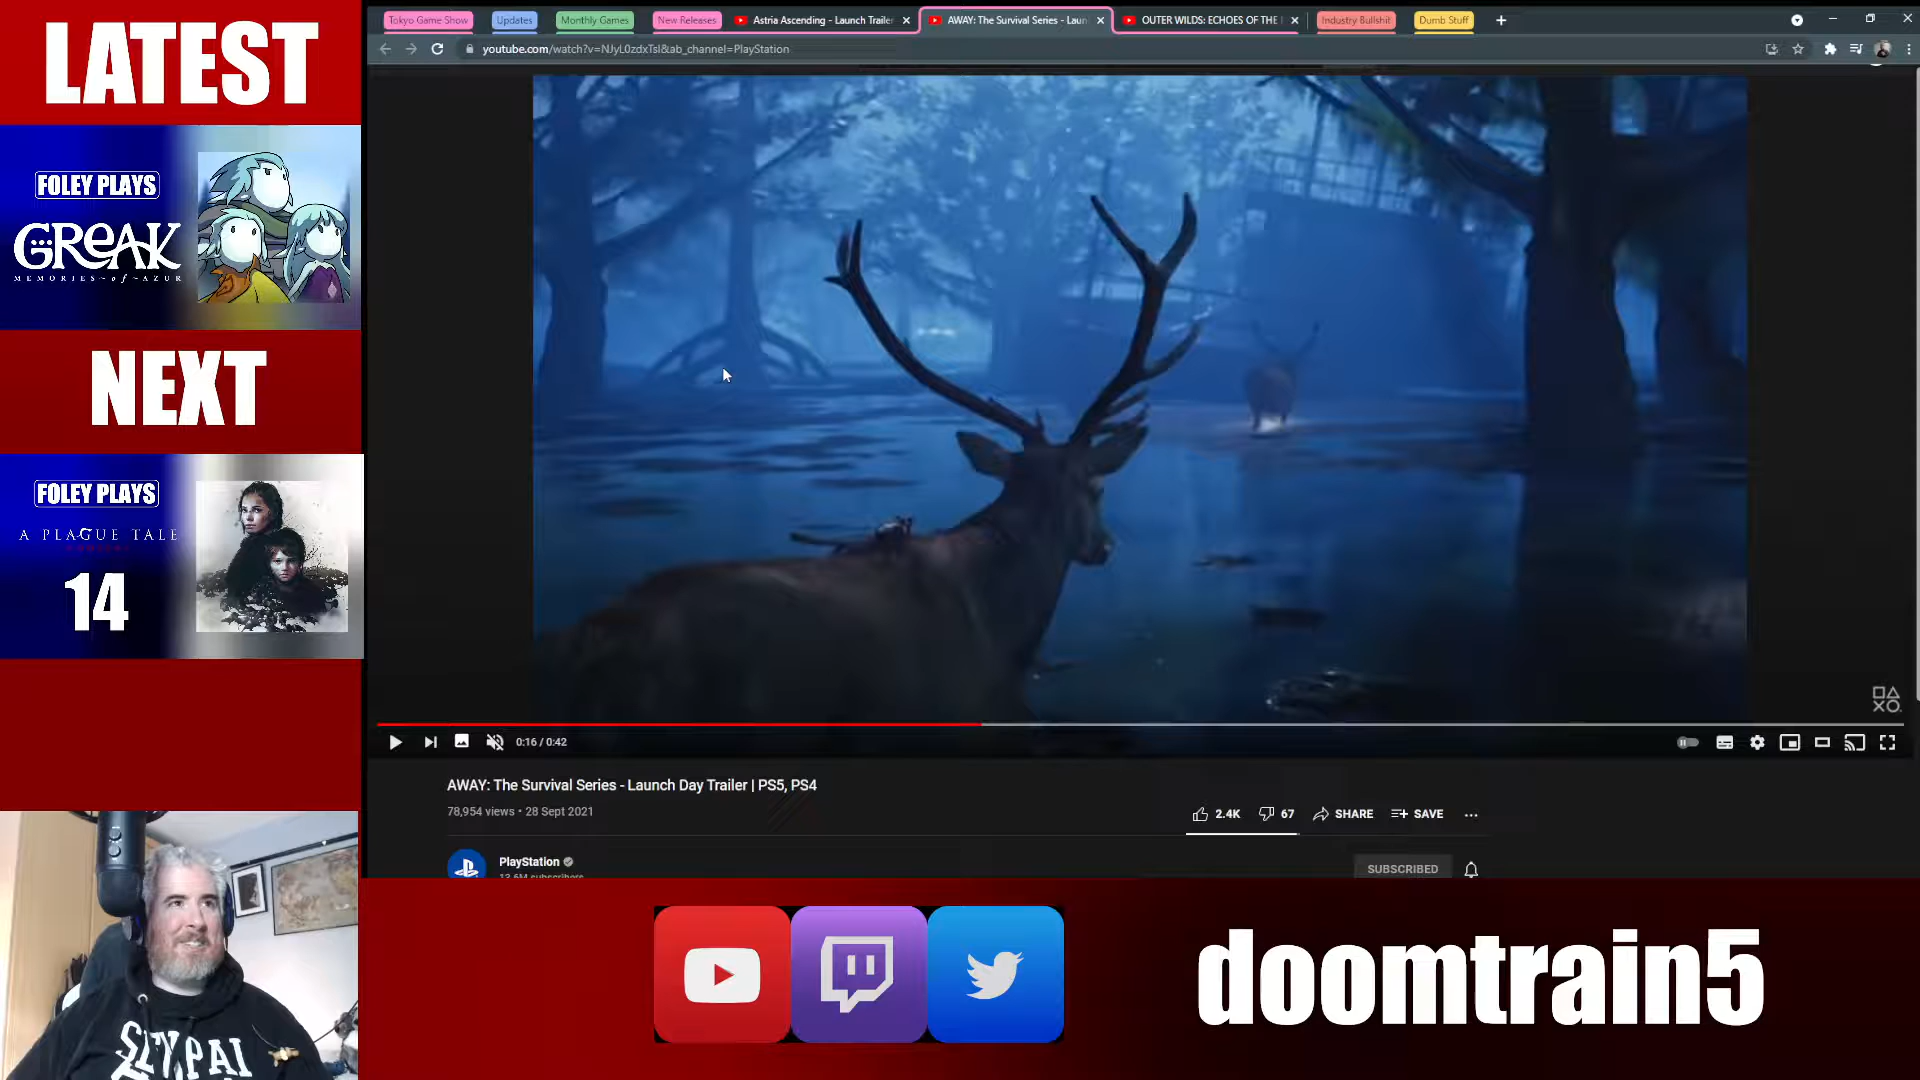 LATEST
FOLEY PLAYS
GREAK
MEMORIES of AZUR
NEXT
FOLEY PLAYS
A PLAGUE TALE
14
Tokyo Game Show
Updates
Monthly Games
New Releases
Astria Ascending - Launch Trailer
AWAY: The Survival Series - Laun
OUTER WILDS: ECHOES OF THE
Industry Bullshit
Dumb Stuff
youtube.com/watch?v=NJyL0zdxTsI&ab_channel=PlayStation
0:16 / 0:42
AWAY: The Survival Series - Launch Day Trailer | PS5, PS4
78,954 views • 28 Sept 2021
2.4K
67
SHARE
SAVE
PlayStation
13.6M subscribers
SUBSCRIBED
doomtrain5